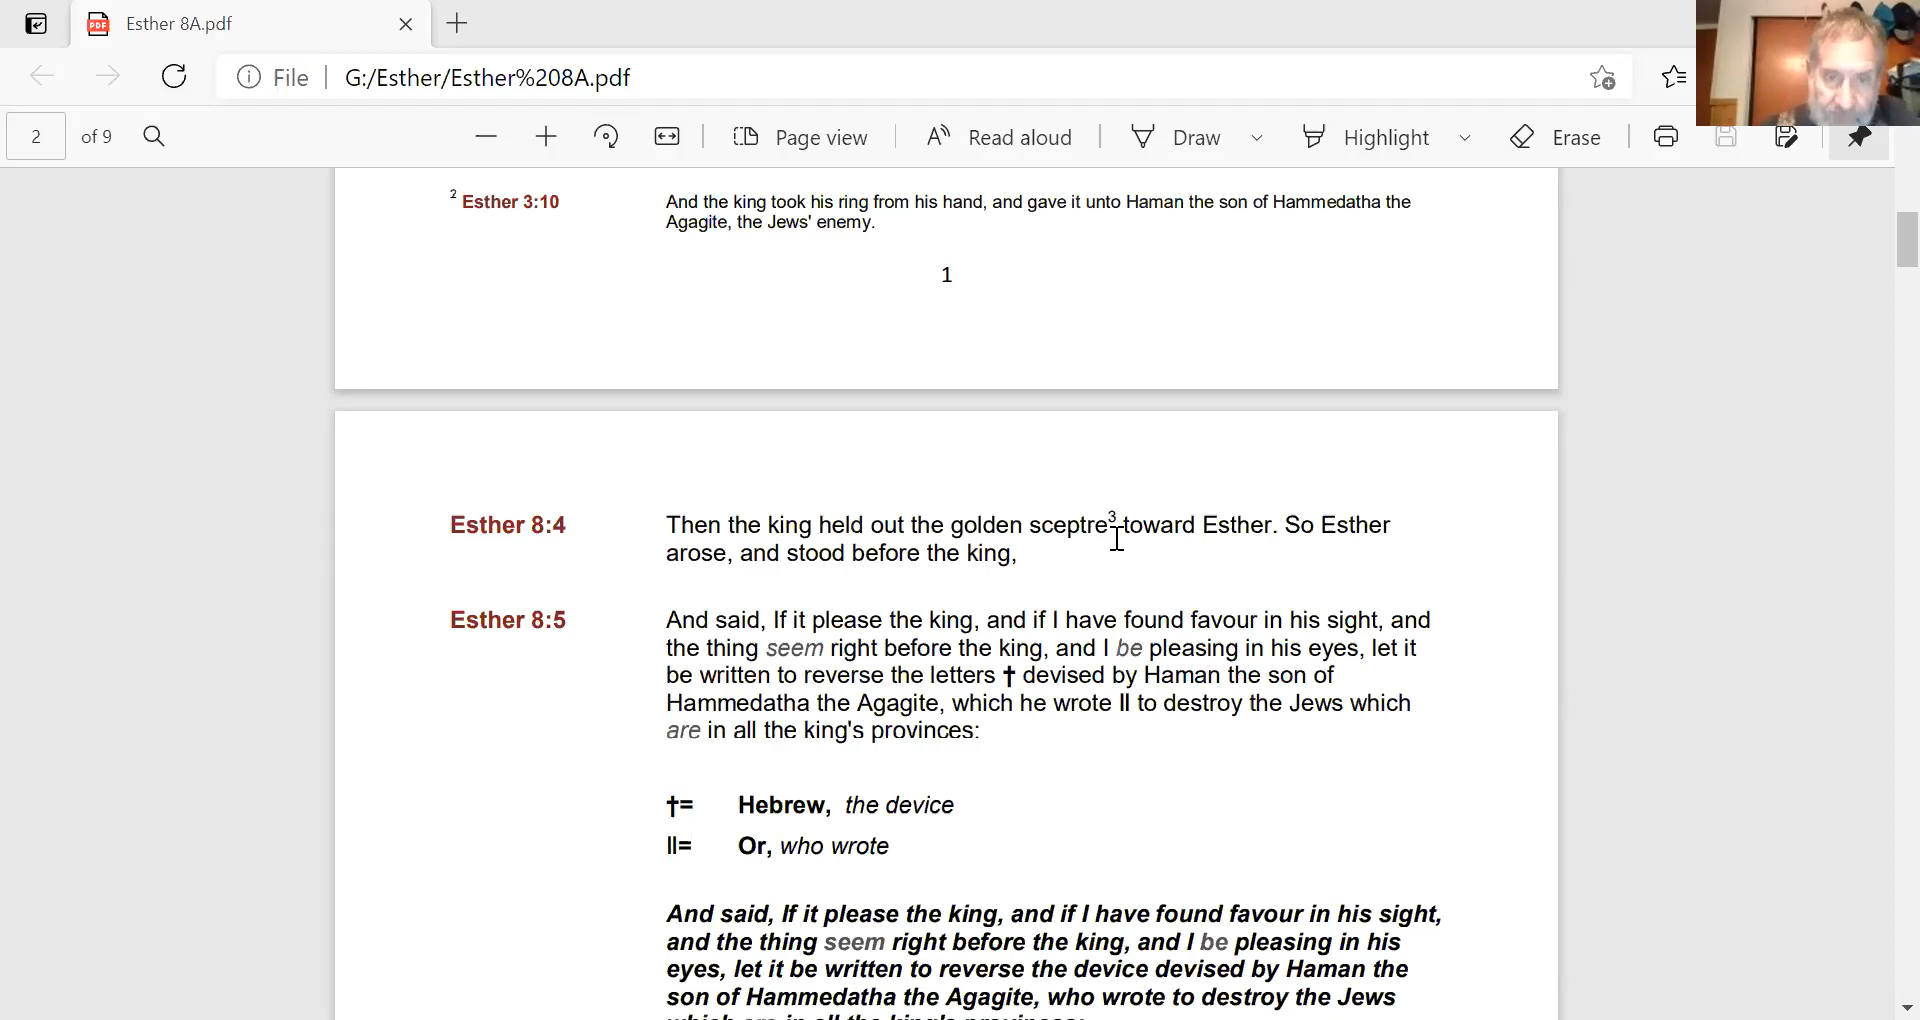 Esther 8A.pdf
File | G:/Esther/Esther%208A.pdf
2 of 9 Page view Read aloud Draw Highlight Erase
2 Esther 3:10 And the king took his ring from his hand, and gave it unto Haman the son of Hammedatha the
Agagite, the Jews' enemy.
1
Esther 8:4 Then the king held out the golden sceptre3 toward Esther. So Esther
arose, and stood before the king,
Esther 8:5 And said, If it please the king, and if I have found favour in his sight, and
the thing seem right before the king, and I be pleasing in his eyes, let it
be written to reverse the letters † devised by Haman the son of
Hammedatha the Agagite, which he wrote ‖ to destroy the Jews which
are in all the king's provinces:
†= Hebrew, the device
‖= Or, who wrote
And said, If it please the king, and if I have found favour in his sight,
and the thing seem right before the king, and I be pleasing in his
eyes, let it be written to reverse the device devised by Haman the
son of Hammedatha the Agagite, who wrote to destroy the Jews
which are in all the king's provinces: